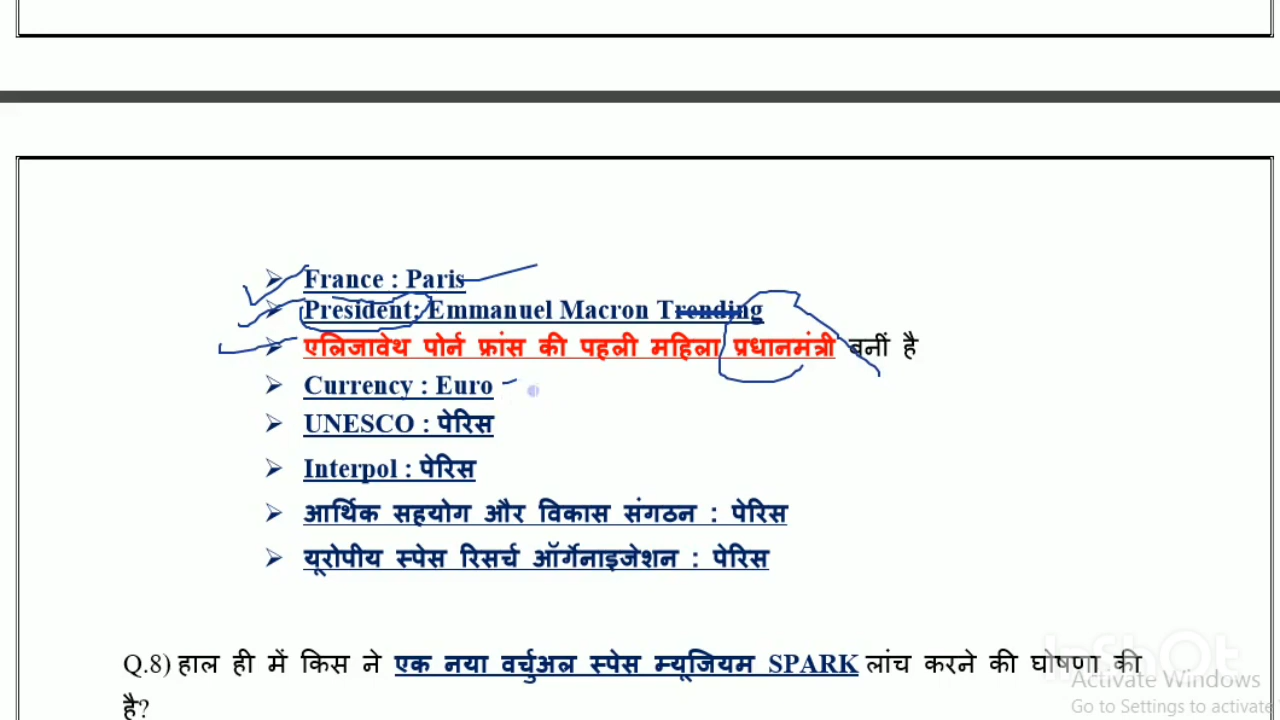 France : Paris
President: Emmanuel Macron Trending
एलिजावेथ पोर्न फ्रांस की पहली महिला प्रधानमंत्री बनीं है
Currency : Euro
UNESCO : पेरिस
Interpol : पेरिस
आर्थिक सहयोग और विकास संगठन : पेरिस
यूरोपीय स्पेस रिसर्च ऑर्गेनाइजेशन : पेरिस
Q.8) हाल ही में किस ने एक नया वर्चुअल स्पेस म्यूजियम SPARK लांच करने की घोषणा की
है?
Activate Windows
Go to Settings to activate